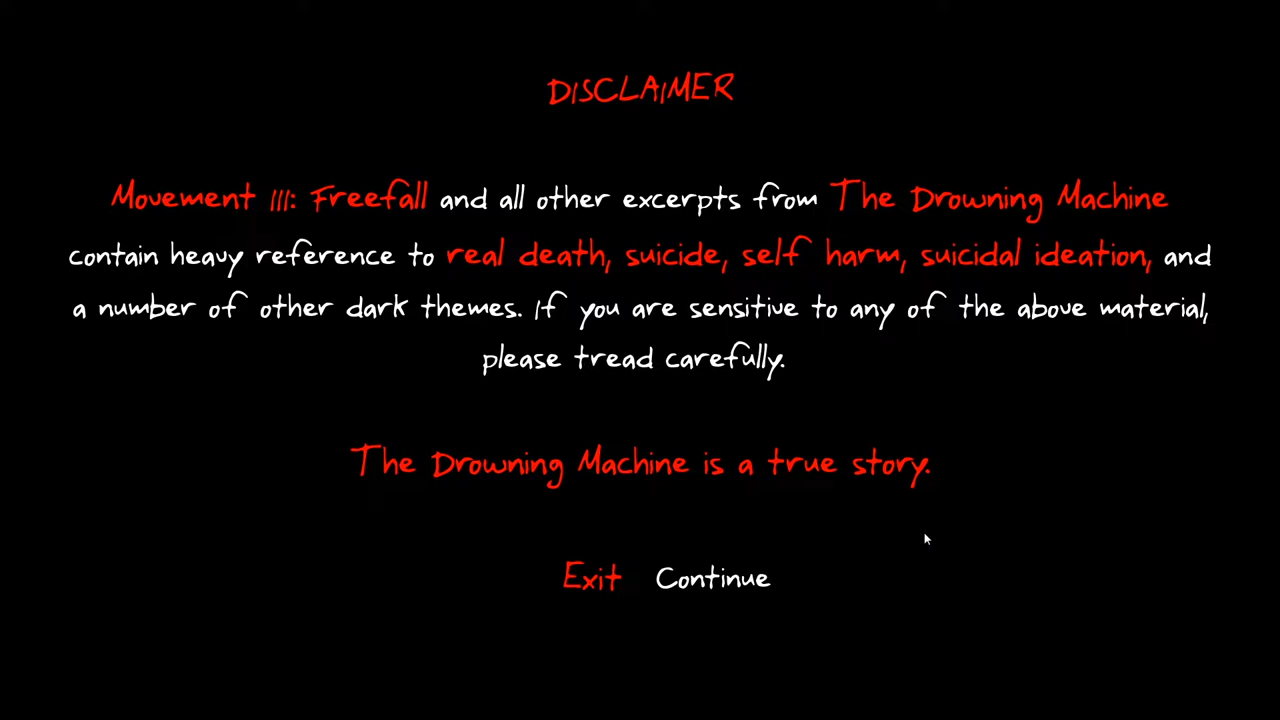 DISCLAIMER
Movement III: Freefall and all other excerpts from The Drowning Machine
contain heavy reference to real death, suicide, self harm, suicidal ideation, and
a number of other dark themes. If you are sensitive to any of the above material,
please tread carefully.
The Drowning Machine is a true story.
Exit Continue